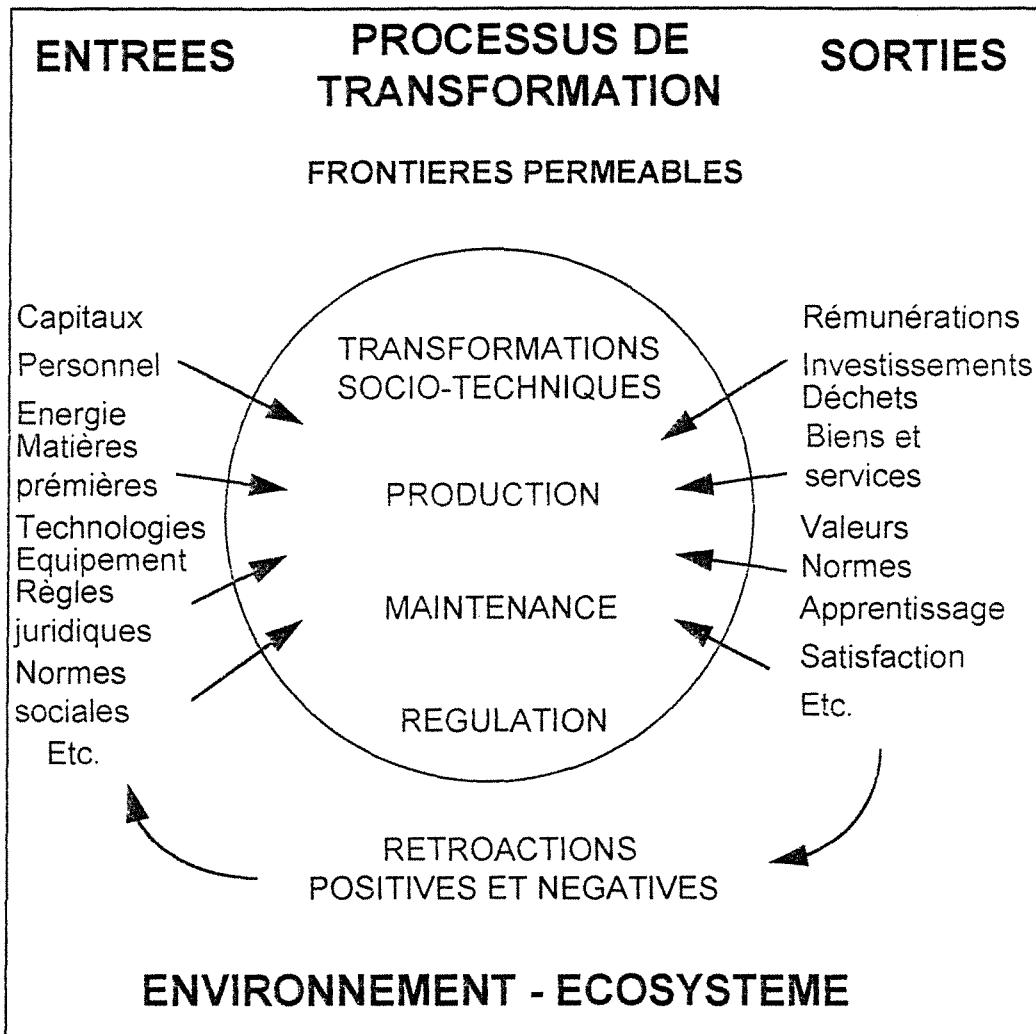 ENTREES
PROCESSUS DE
TRANSFORMATION
SORTIES
FRONTIERES PERMEABLES
Capitaux
Personnel
Energie
Matières
prémières
Technologies
Equipement
Règles
juridiques
Normes
sociales
Etc.
TRANSFORMATIONS
SOCIO-TECHNIQUES
PRODUCTION
MAINTENANCE
REGULATION
Rémunérations
Investissements
Déchets
Biens et
services
Valeurs
Normes
Apprentissage
Satisfaction
Etc.
RETROACTIONS
POSITIVES ET NEGATIVES
ENVIRONNEMENT - ECOSYSTEME